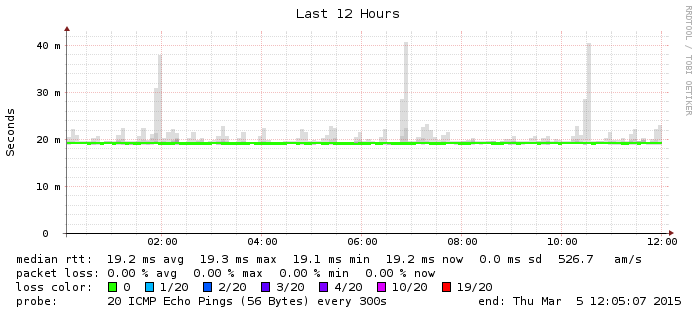 Last 12 Hours
RRDTOOL / TOBI OETIKER
Seconds
40 m
30 m
20 m
10 m
0
02:00 04:00 06:00 08:00 10:00 12:00
median rtt: 19.2 ms avg 19.3 ms max 19.1 ms min 19.2 ms now 0.0 ms sd 526.7 am/s
packet loss: 0.00 % avg 0.00 % max 0.00 % min 0.00 % now
loss color: 0 1/20 2/20 3/20 4/20 10/20 19/20
probe: 20 ICMP Echo Pings (56 Bytes) every 300s end: Thu Mar 5 12:05:07 2015